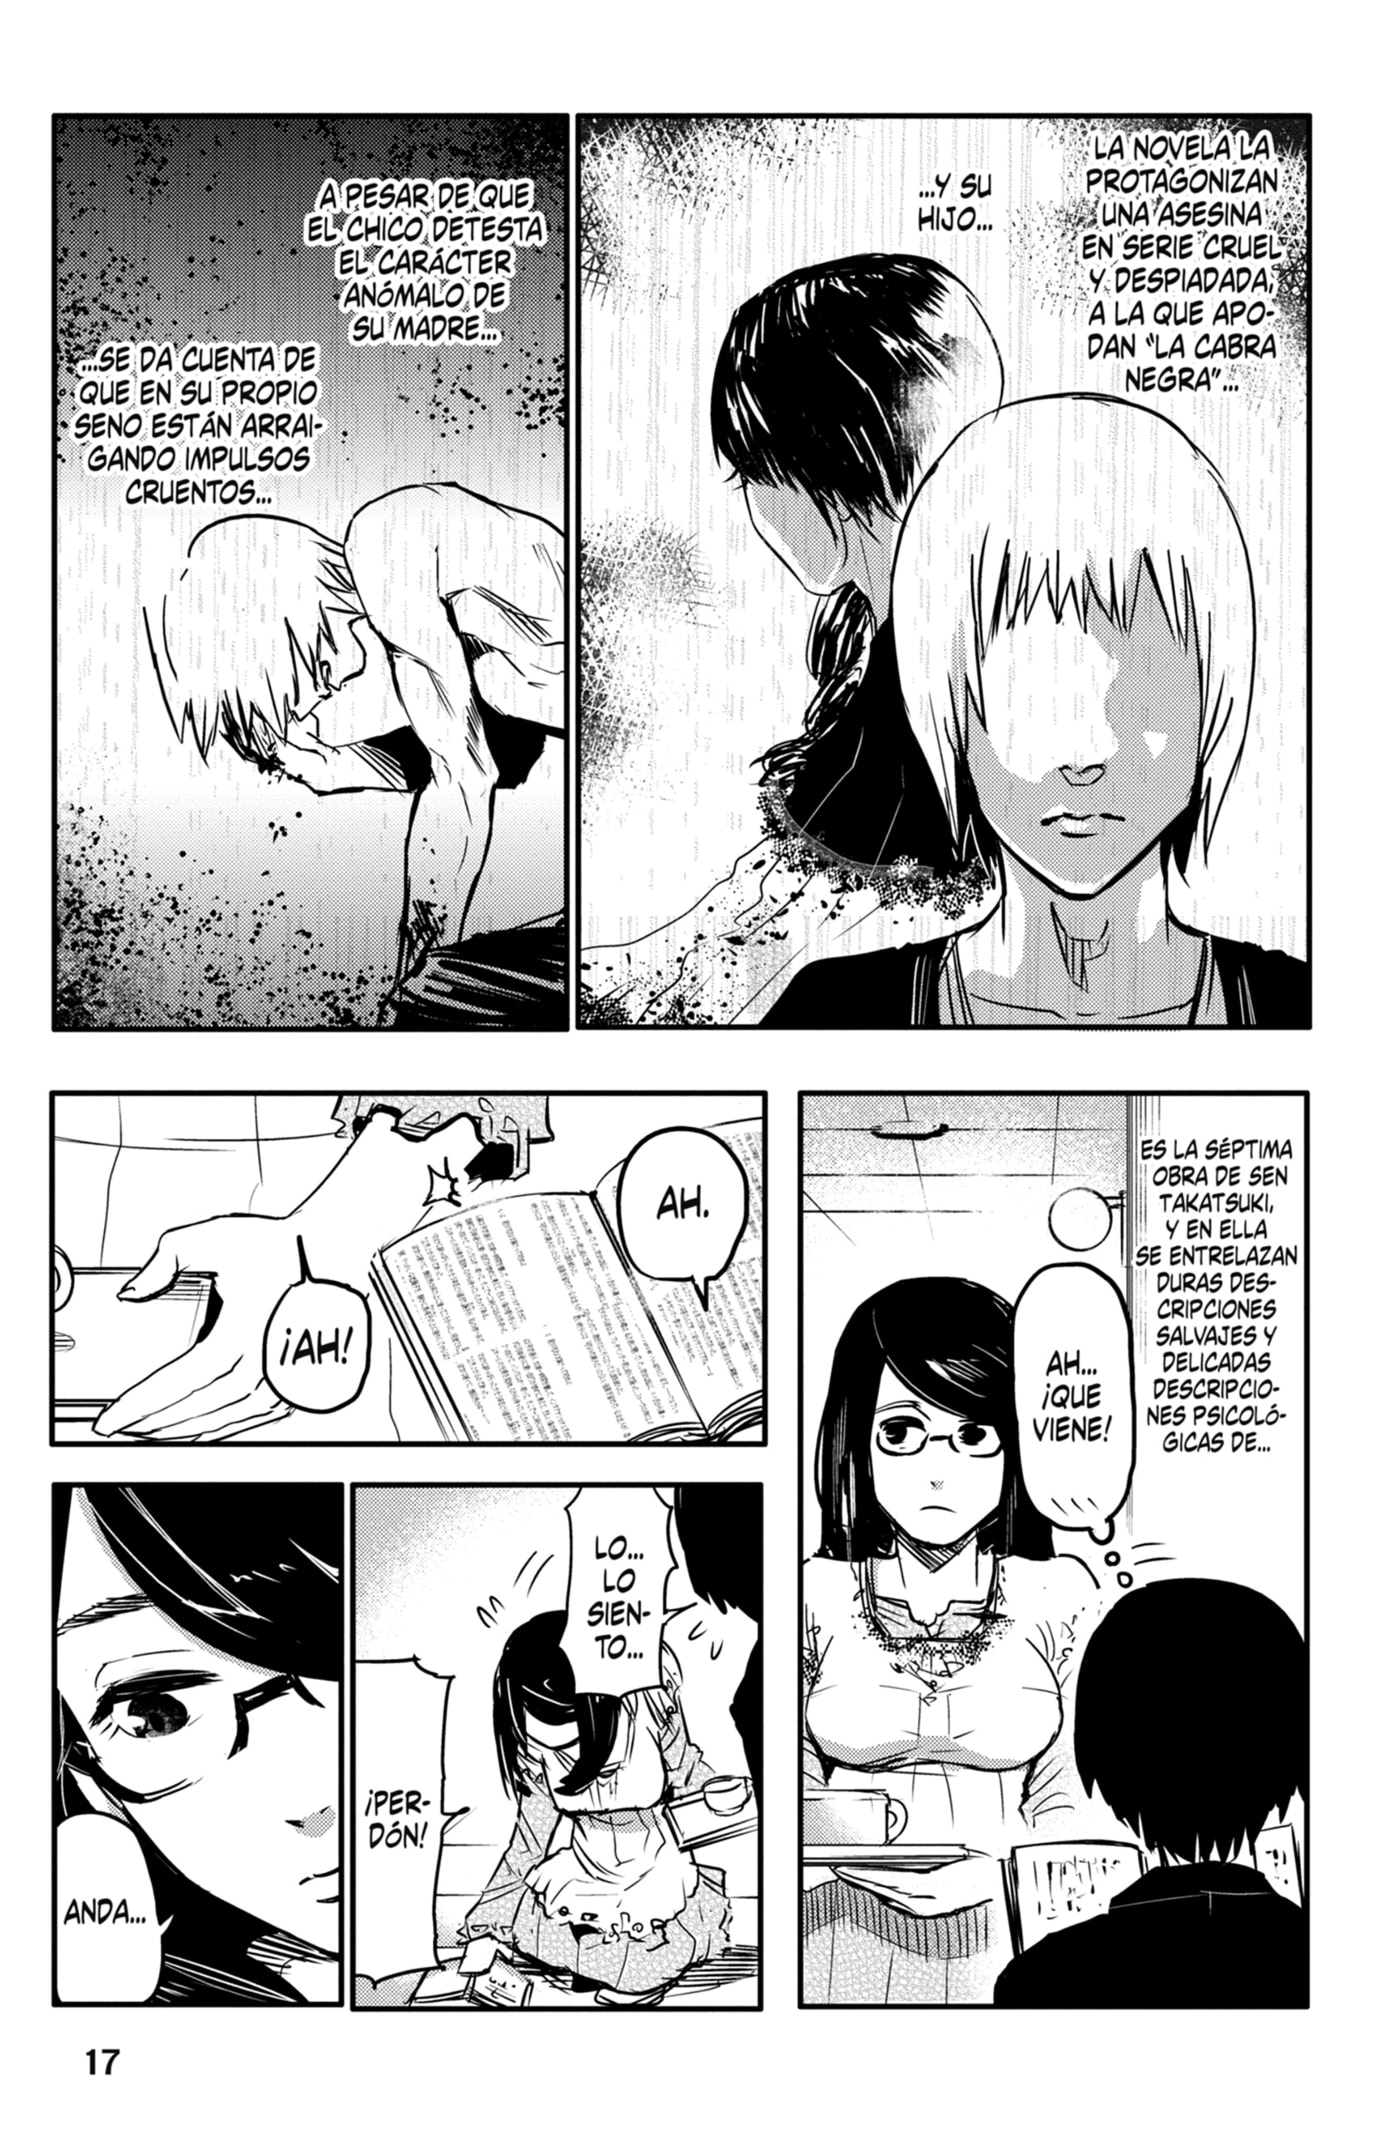 LA NOVELA LA
PROTAGONIZAN
UNA ASESINA
EN SERIE CRUEL
Y DESPIADADA,
A LA QUE APO-
DAN "LA CABRA
NEGRA"...
...Y SU
HIJO...
A PESAR DE QUE
EL CHICO DETESTA
EL CARÁCTER
ANÓMALO DE
SU MADRE...
...SE DA CUENTA DE
QUE EN SU PROPIO
SENO ESTÁN ARRAI-
GANDO IMPULSOS
CRUENTOS...
ES LA SÉPTIMA
OBRA DE SEN
TAKATSUKI,
Y EN ELLA
SE ENTRELAZAN
DURAS DES-
CRIPCIONES
SALVAJES Y
DELICADAS
DESCRIPCIO-
NES PSICOLÓ-
GICAS DE...
AH...
¡QUE
VIENE!
AH.
¡AH!
LO...
LO
SIEN-
TO...
¡PER-
DÓN!
ANDA...
17